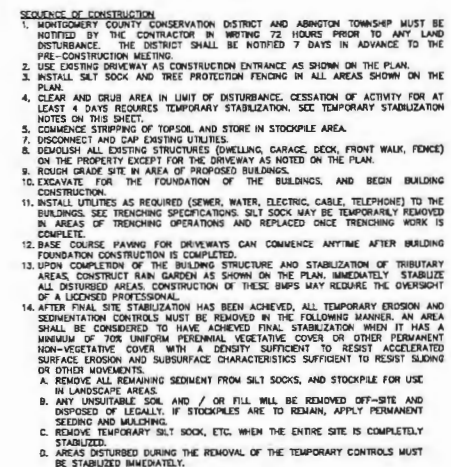 SEQUENCE OF CONSTRUCTION
1. MONTGOMERY COUNTY CONSERVATION DISTRICT AND ABINGTON TOWNSHIP MUST BE
NOTIFIED BY THE CONTRACTOR IN WRITING 72 HOURS PRIOR TO ANY LAND
DISTURBANCE. THE DISTRICT SHALL BE NOTIFIED 7 DAYS IN ADVANCE TO THE
PRE-CONSTRUCTION MEETING.
2. USE EXISTING DRIVEWAY AS CONSTRUCTION ENTRANCE AS SHOWN ON THE PLAN.
3. INSTALL SILT SOCK AND TREE PROTECTION FENCING IN ALL AREAS SHOWN ON THE
PLAN.
4. CLEAR AND GRUB AREA IN LIMIT OF DISTURBANCE. CESSATION OF ACTIVITY FOR AT
LEAST 4 DAYS REQUIRES TEMPORARY STABILIZATION. SEE TEMPORARY STABILIZATION
NOTES ON THIS SHEET.
5. COMMENCE STRIPPING OF TOPSOIL AND STORE IN STOCKPILE AREA.
7. DISCONNECT AND CAP EXISTING UTILITIES.
8. DEMOLISH ALL EXISTING STRUCTURES (DWELLING, GARAGE, DECK, FRONT WALK, FENCE)
ON THE PROPERTY EXCEPT FOR THE DRIVEWAY AS NOTED ON THE PLAN.
9. ROUGH GRADE SITE IN AREA OF PROPOSED BUILDINGS.
10. EXCAVATE FOR THE FOUNDATION OF THE BUILDINGS, AND BEGIN BUILDING
CONSTRUCTION.
11. INSTALL UTILITIES AS REQUIRED (SEWER, WATER, ELECTRIC, CABLE, TELEPHONE) TO THE
BUILDINGS. SEE TRENCHING SPECIFICATIONS. SILT SOCK MAY BE TEMPORARILY REMOVED
IN AREAS OF TRENCHING OPERATIONS AND REPLACED ONCE TRENCHING WORK IS
COMPLETE.
12. BASE COURSE PAVING FOR DRIVEWAYS CAN COMMENCE ANYTIME AFTER BUILDING
FOUNDATION CONSTRUCTION IS COMPLETED.
13. UPON COMPLETION OF THE BUILDING STRUCTURE AND STABILIZATION OF TRIBUTARY
AREAS, CONSTRUCT RAIN GARDEN AS SHOWN ON THE PLAN. IMMEDIATELY STABILIZE
ALL DISTURBED AREAS. CONSTRUCTION OF THESE BMPS MAY REQUIRE THE OVERSIGHT
OF A LICENSED PROFESSIONAL.
14. AFTER FINAL SITE STABILIZATION HAS BEEN ACHIEVED, ALL TEMPORARY EROSION AND
SEDIMENTATION CONTROLS MUST BE REMOVED IN THE FOLLOWING MANNER. AN AREA
SHALL BE CONSIDERED TO HAVE ACHIEVED FINAL STABILIZATION WHEN IT HAS A
MINIMUM OF 70% UNIFORM PERENNIAL VEGETATIVE COVER OR OTHER PERMANENT
NON-VEGETATIVE COVER WITH A DENSITY SUFFICIENT TO RESIST ACCELERATED
SURFACE EROSION AND SUBSURFACE CHARACTERISTICS SUFFICIENT TO RESIST SLIDING
OR OTHER MOVEMENTS.
A. REMOVE ALL REMAINING SEDIMENT FROM SILT SOCKS, AND STOCKPILE FOR USE
IN LANDSCAPE AREAS.
B. ANY UNSUITABLE SOIL AND / OR FILL WILL BE REMOVED OFF-SITE AND
DISPOSED OF LEGALLY. IF STOCKPILES ARE TO REMAIN, APPLY PERMANENT
SEEDING AND MULCHING.
C. REMOVE TEMPORARY SILT SOCK, ETC. WHEN THE ENTIRE SITE IS COMPLETELY
STABILIZED.
D. AREAS DISTURBED DURING THE REMOVAL OF THE TEMPORARY CONTROLS MUST
BE STABILIZED IMMEDIATELY.